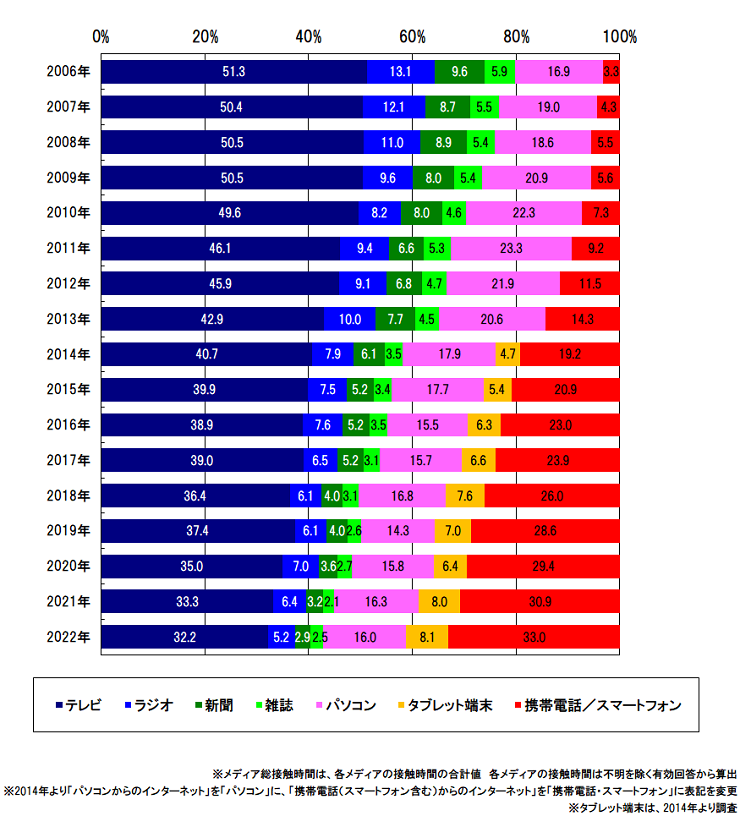 0% 20% 40% 60% 80% 100%
2006年 51.3 13.1 9.6 5.9 16.9 3.3
2007年 50.4 12.1 8.7 5.5 19.0 4.3
2008年 50.5 11.0 8.9 5.4 18.6 5.5
2009年 50.5 9.6 8.0 5.4 20.9 5.6
2010年 49.6 8.2 8.0 4.6 22.3 7.3
2011年 46.1 9.4 6.6 5.3 23.3 9.2
2012年 45.9 9.1 6.8 4.7 21.9 11.5
2013年 42.9 10.0 7.7 4.5 20.6 14.3
2014年 40.7 7.9 6.1 3.5 17.9 4.7 19.2
2015年 39.9 7.5 5.2 3.4 17.7 5.4 20.9
2016年 38.9 7.6 5.2 3.5 15.5 6.3 23.0
2017年 39.0 6.5 5.2 3.1 15.7 6.6 23.9
2018年 36.4 6.1 4.0 3.1 16.8 7.6 26.0
2019年 37.4 6.1 4.0 2.6 14.3 7.0 28.6
2020年 35.0 7.0 3.6 2.7 15.8 6.4 29.4
2021年 33.3 6.4 3.2 2.1 16.3 8.0 30.9
2022年 32.2 5.2 2.9 2.5 16.0 8.1 33.0
テレビ ラジオ 新聞 雑誌 パソコン タブレット端末 携帯電話／スマートフォン
※メディア総接触時間は、各メディアの接触時間の合計値 各メディアの接触時間は不明を除く有効回答から算出
※2014年より「パソコンからのインターネット」を「パソコン」に、「携帯電話(スマートフォン含む)からのインターネット」を「携帯電話・スマートフォン」に表記を変更
※タブレット端末は、2014年より調査